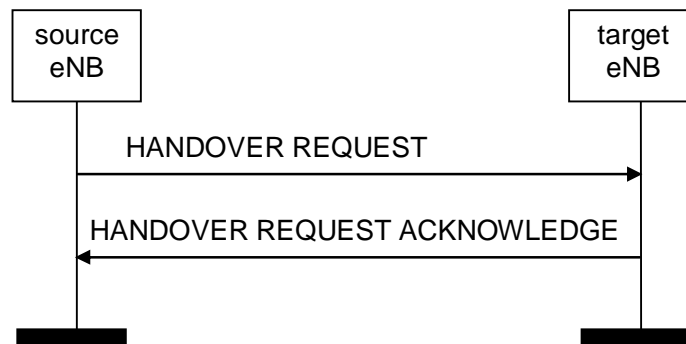 source
eNB
target
eNB
HANDOVER REQUEST
HANDOVER REQUEST ACKNOWLEDGE